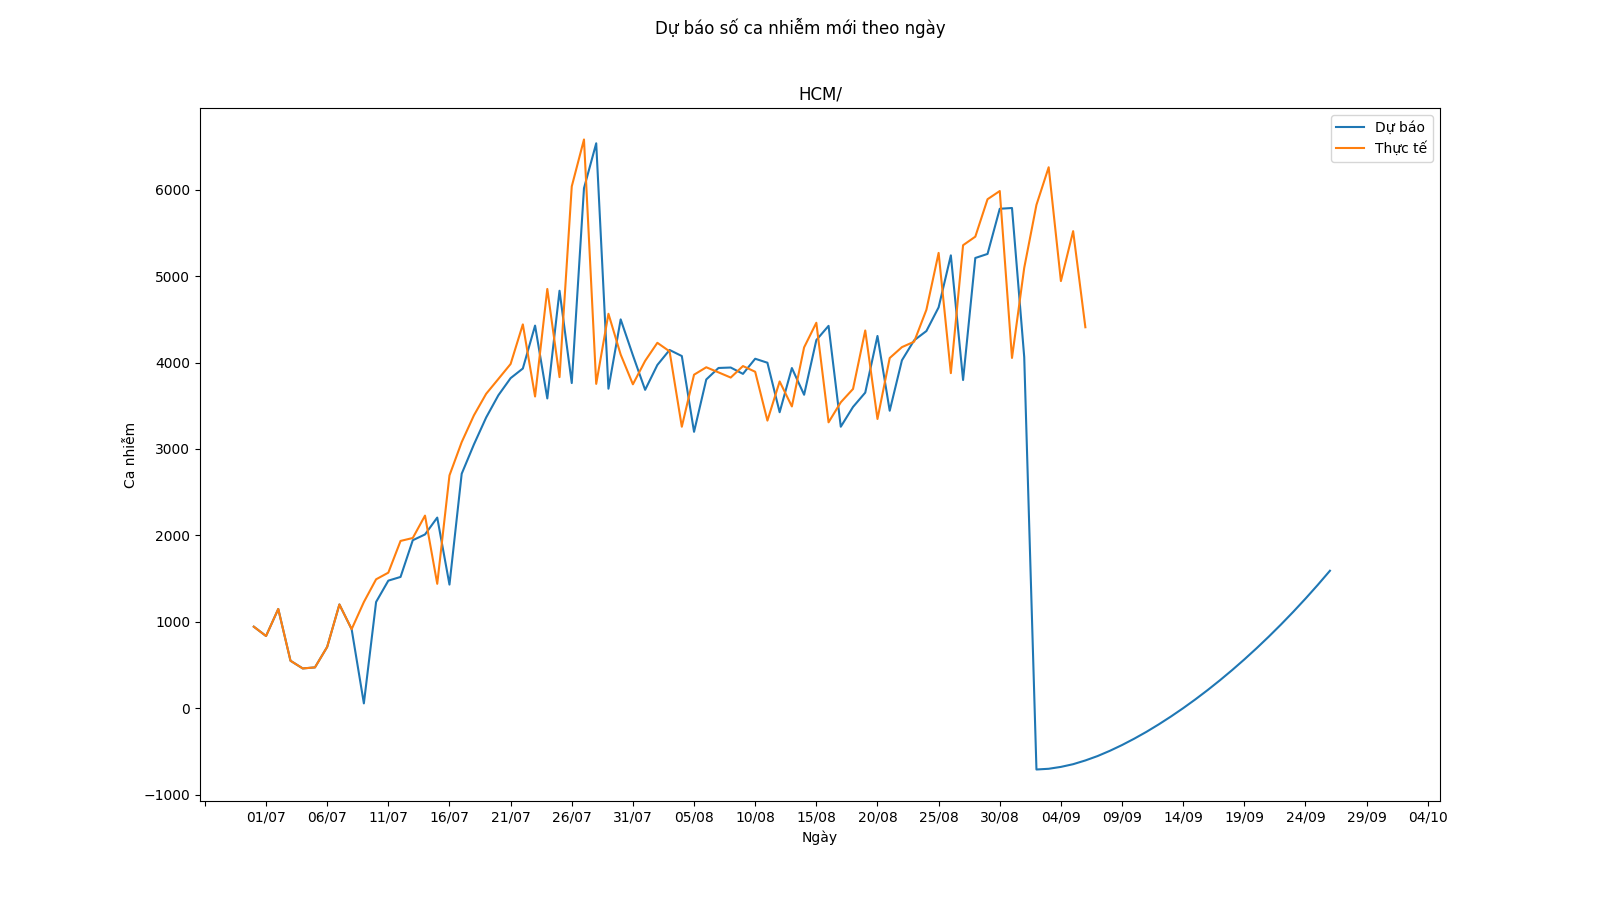 Dự báo số ca nhiễm mới theo ngày
HCM/
Dự báo
Thực tế
6000
5000
4000
3000
2000
1000
0
−1000
Ca nhiễm
01/07 06/07 11/07 16/07 21/07 26/07 31/07 05/08 10/08 15/08 20/08 25/08 30/08 04/09 09/09 14/09 19/09 24/09 29/09 04/10
Ngày